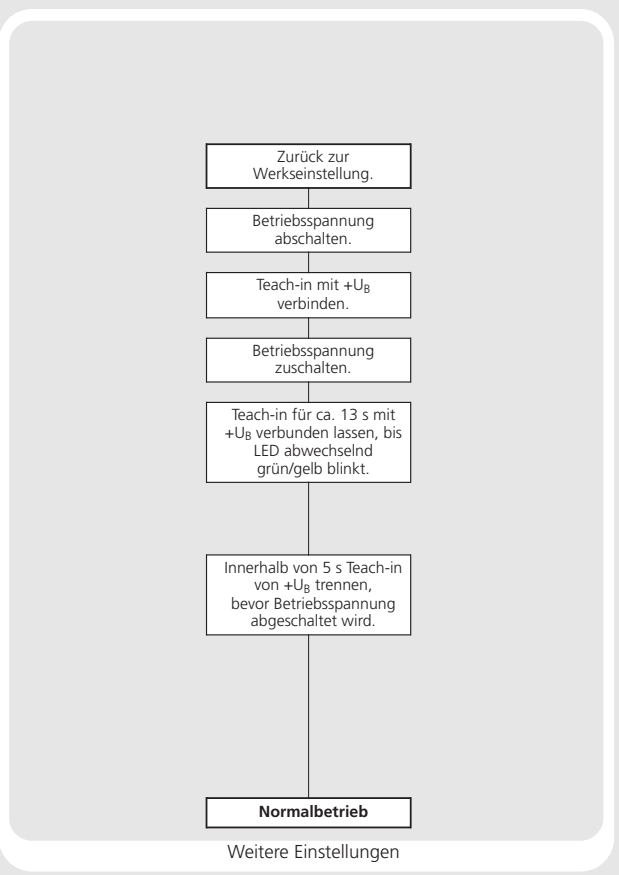 Zurück zur
Werkseinstellung.
Betriebsspannung
abschalten.
Teach-in mit +UB
verbinden.
Betriebsspannung
zuschalten.
Teach-in für ca. 13 s mit
+UB verbunden lassen, bis
LED abwechselnd
grün/gelb blinkt.
Innerhalb von 5 s Teach-in
von +UB trennen,
bevor Betriebsspannung
abgeschaltet wird.
Normalbetrieb
Weitere Einstellungen